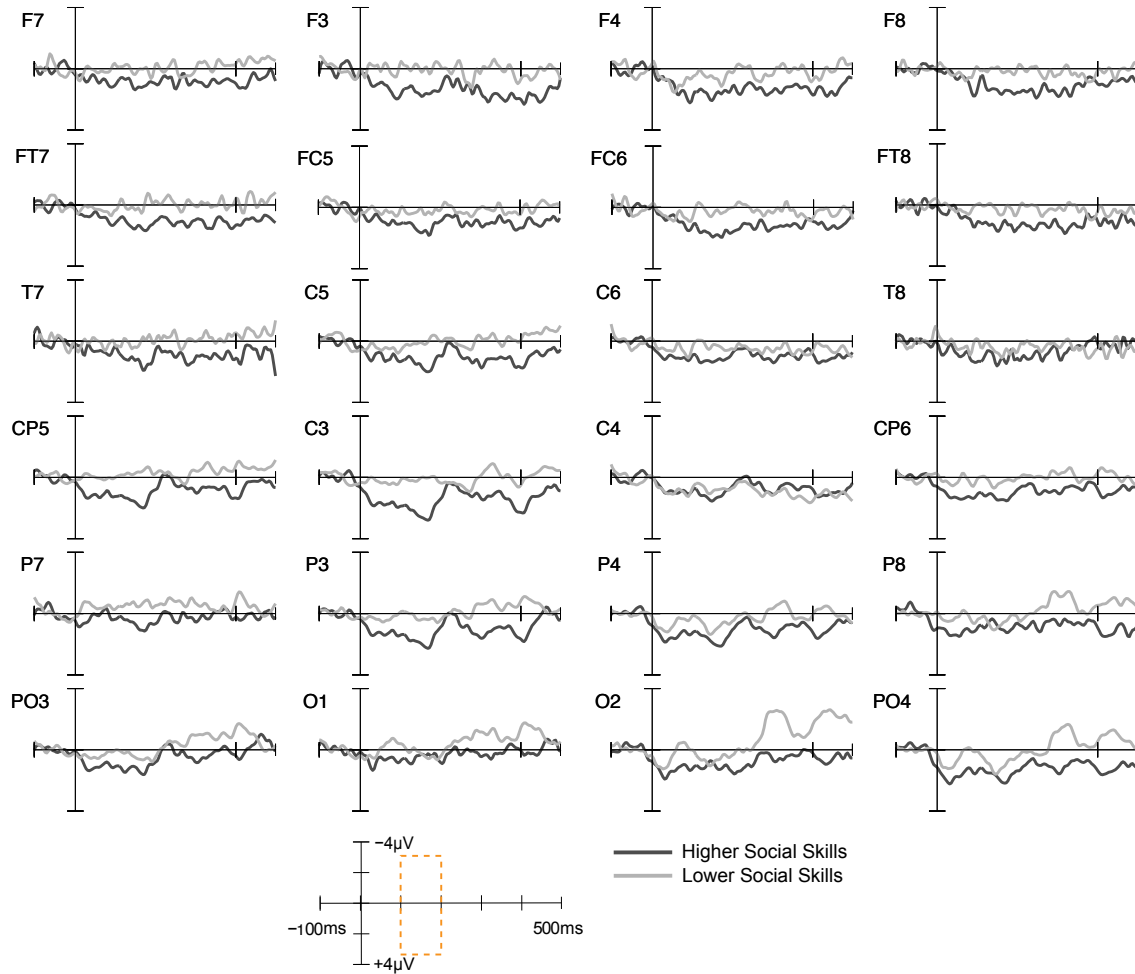 F7 F3 F4 F8
FT7 FC5 FC6 FT8
T7 C5 C6 T8
CP5 C3 C4 CP6
P7 P3 P4 P8
PO3 O1 O2 PO4
−4μV
−100ms 500ms
+4μV
Higher Social Skills
Lower Social Skills